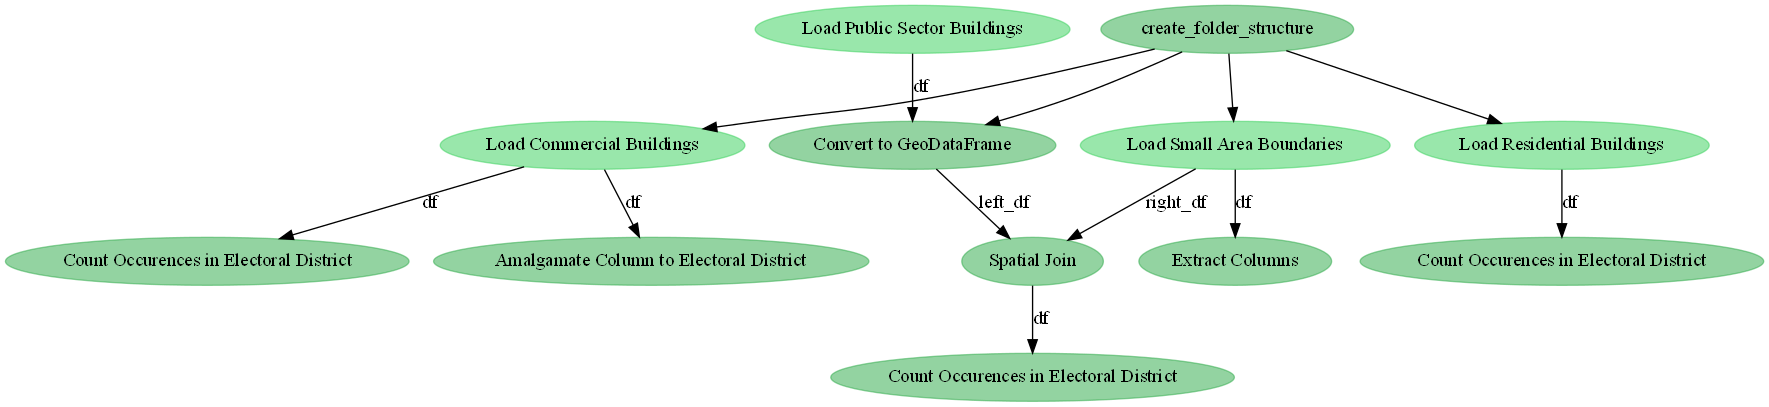 Load Public Sector Buildings
create_folder_structure
df
Load Commercial Buildings
Convert to GeoDataFrame
Load Small Area Boundaries
Load Residential Buildings
df
df
left_df
right_df
df
df
Count Occurences in Electoral District
Amalgamate Column to Electoral District
Spatial Join
Extract Columns
Count Occurences in Electoral District
df
Count Occurences in Electoral District